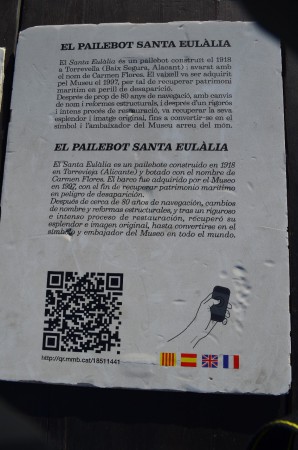 EL PAILEBOT SANTA EULÀLIA
El Santa Eulàlia és un pailebot construït el 1918
a Torrevella (Baix Segura, Alacant) i avarat amb
el nom de Carmen Flores. El vaixell va ser adquirit
pel Museu el 1997, per tal de recuperar patrimoni
marítim en perill de desaparició.
Després de prop de 80 anys de navegació, amb canvis
de nom i reformes estructurals, i després d'un rigorós
i intens procés de restauració, va recuperar la seva
esplendor i imatge original, fins a convertir-se en el
símbol i l'ambaixador del Museu arreu del món.
EL PAILEBOT SANTA EULÀLIA
El Santa Eulàlia es un pailebote construido en 1918
en Torrevieja (Alicante) y botado con el nombre de
Carmen Flores. El barco fue adquirido por el Museo
en 1997, con el fin de recuperar patrimonio marítimo
en peligro de desaparición.
Después de cerca de 80 años de navegación, cambios
de nombre y reformas estructurales, y tras un riguroso
e intenso proceso de restauración, recuperó su
esplendor e imagen original, hasta convertirse en el
símbolo y embajador del Museo en todo el mundo.
http://qr.mmb.cat/18511441